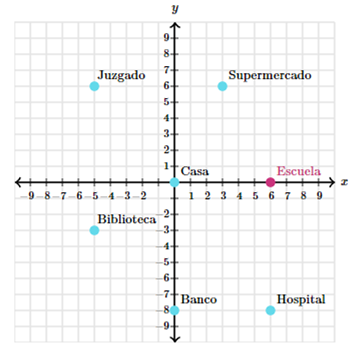 y
9
8
7
Juzgado Supermercado
6
5
4
3
2
1
Casa Escuela
x
-9 -8 -7 -6 -5 -4 -3 -2 1 2 3 4 5 6 7 8 9
2
Biblioteca
-3
4
5
6
7
Banco Hospital
8
9